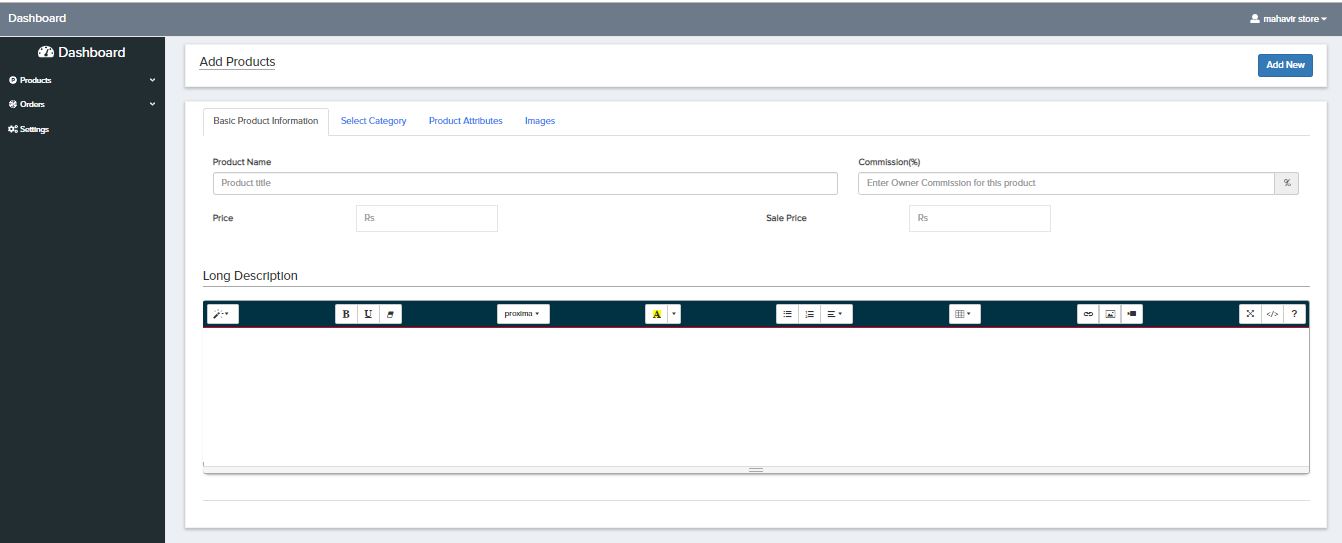 Dashboard
mahavir store
Dashboard
Products
Orders
Settings
Add Products
Add New
Basic Product Information Select Category Product Attributes Images
Product Name Commission(%)
Product title Enter Owner Commission for this product %
Price Rs Sale Price Rs
Long Description
B U proxima A </> ?